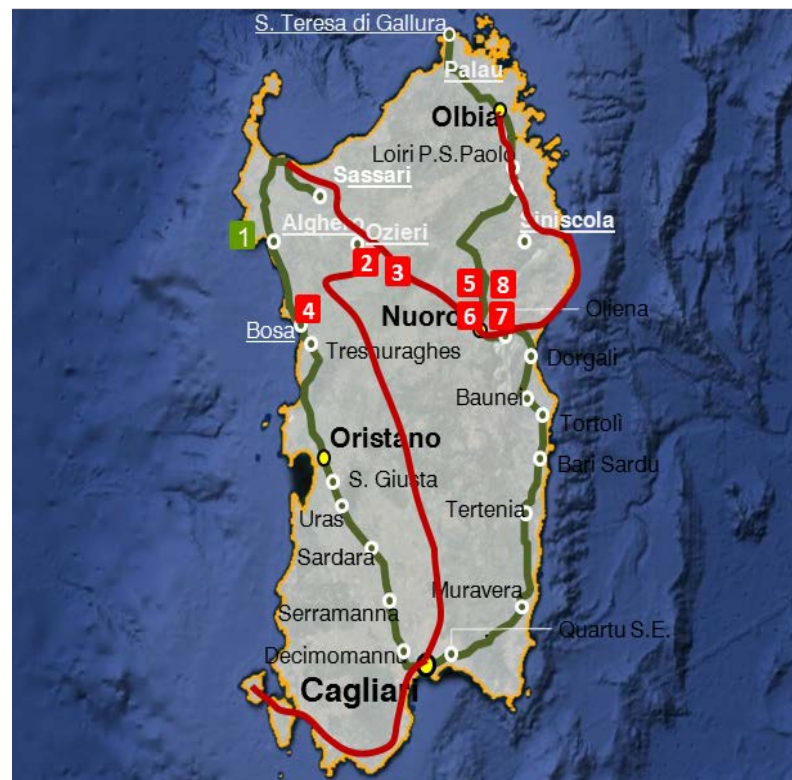 S. Teresa di Gallura
Palau
Olbia
Loiri P.S.Paolo
Sassari
1
Alghero
Ozieri
Siniscola
2
3
5
8
4
Nuoro
6
7
Oliena
Bosa
Tresnuraghes
Dorgali
Baunei
Tortolì
Oristano
Bari Sardu
S. Giusta
Uras
Tertenia
Sardara
Muravera
Serramanna
Quartu S.E.
Decimomannu
Cagliari